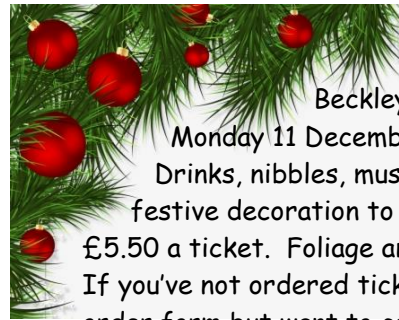 Beckley
Monday 11 Decemb
Drinks, nibbles, mus
festive decoration to
£5.50 a ticket. Foliage a
If you've not ordered tick